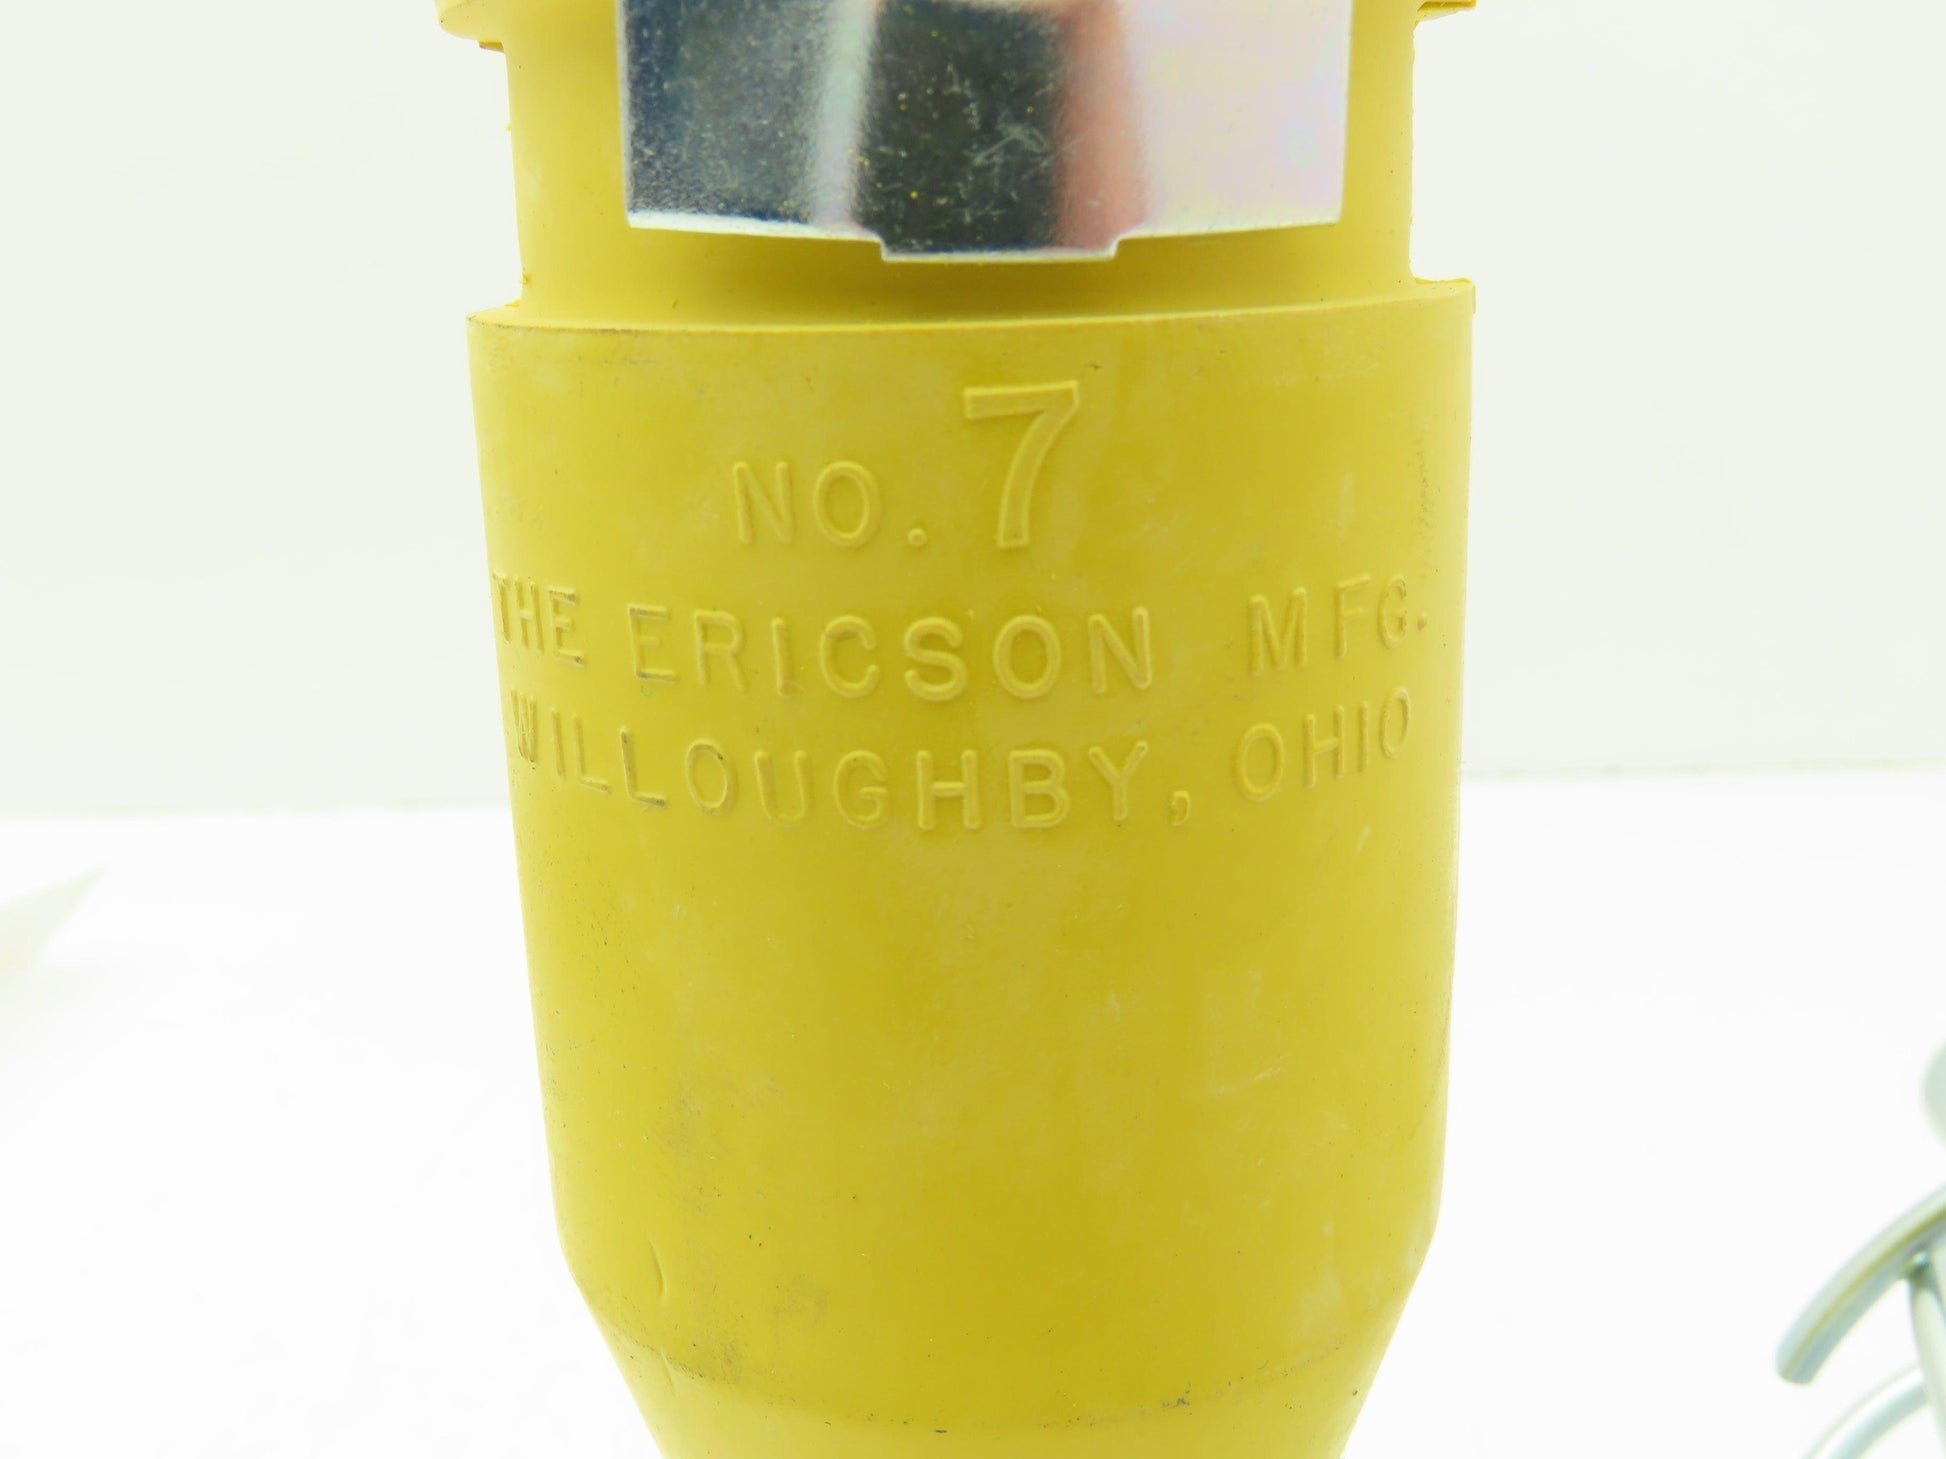 NO. 7
THE ERICSON MFG.
WILLOUGHBY, OHIO